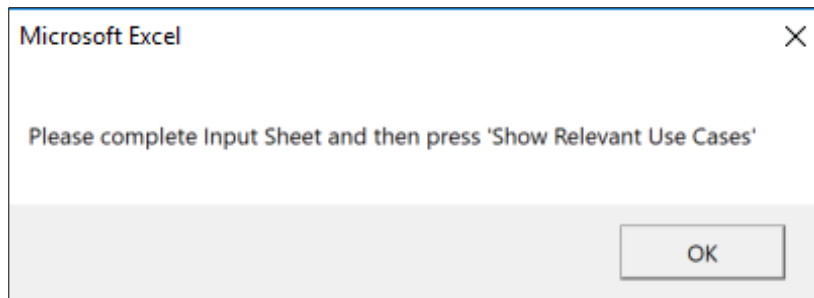 Microsoft Excel
Please complete Input Sheet and then press 'Show Relevant Use Cases'
OK